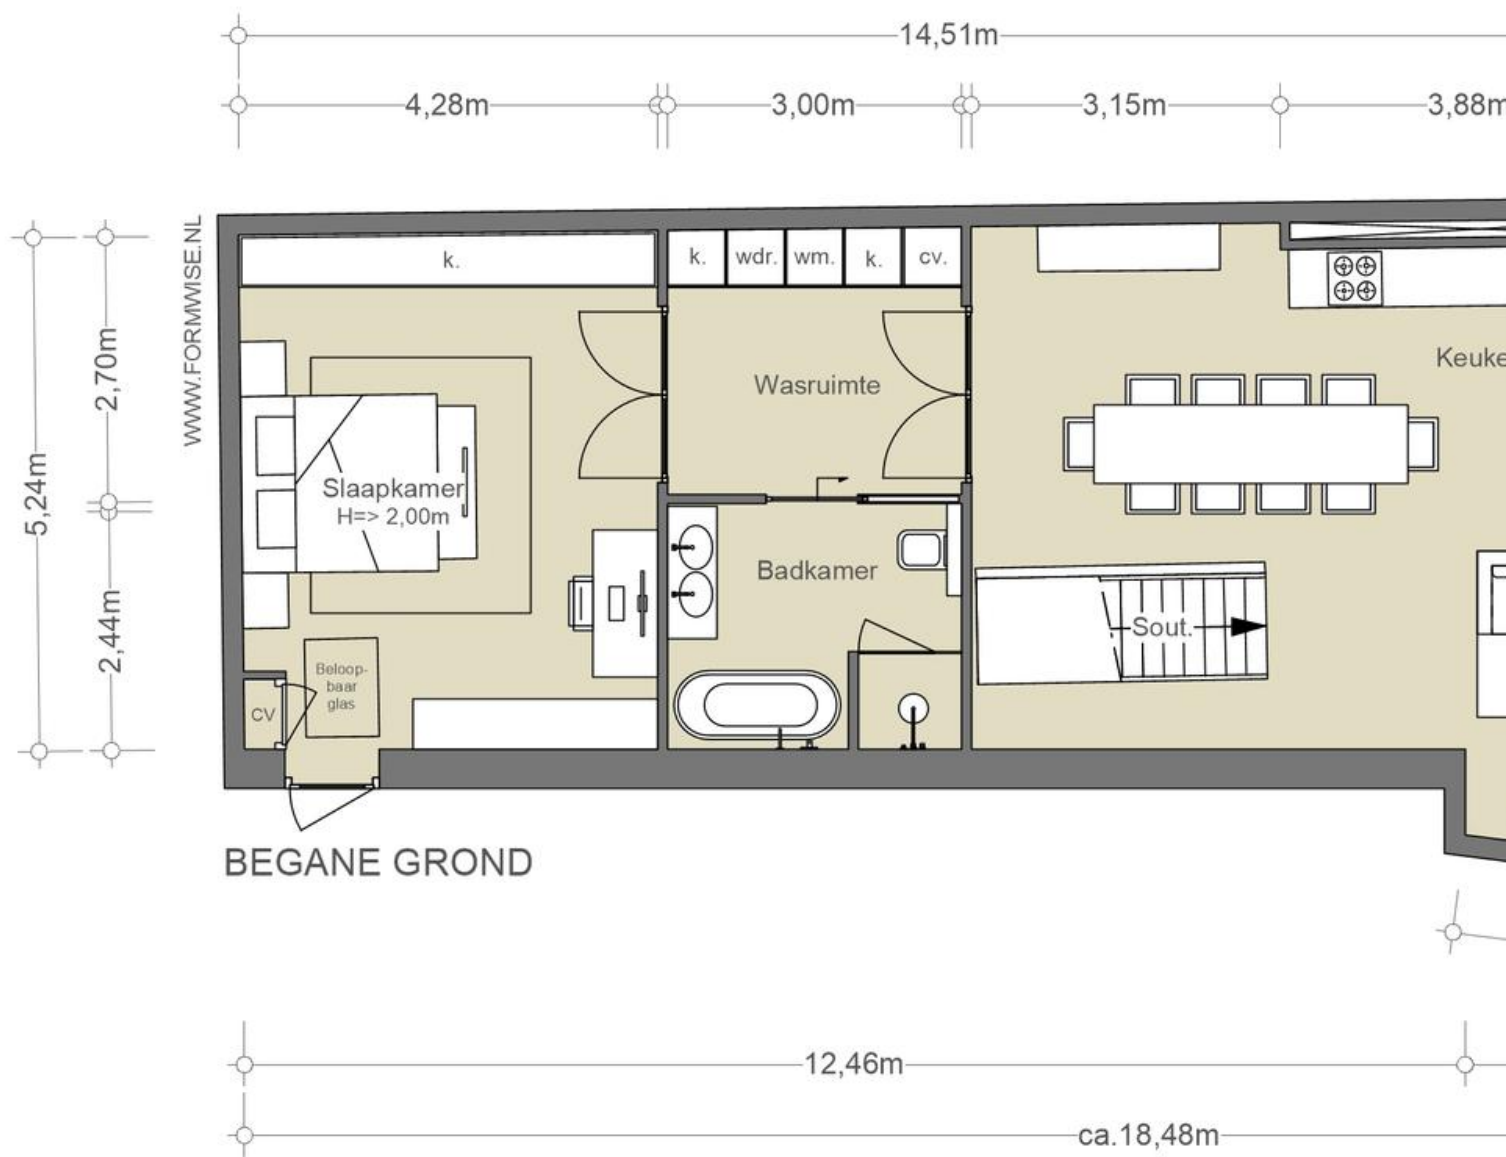 14,51m
4,28m
3,00m
3,15m
3,88m
WWW.FORMWISE.NL
5,24m
2,70m
2,44m
k.
k.
wdr.
wm.
k.
cv.
Wasruimte
Keuke
Slaapkamer
H=> 2,00m
Badkamer
Sout.
Beloop-
baar
glas
CV
BEGANE GROND
12,46m
ca.18,48m